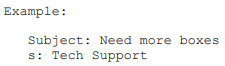 Example:
Subject: Need more boxes
s: Tech Support